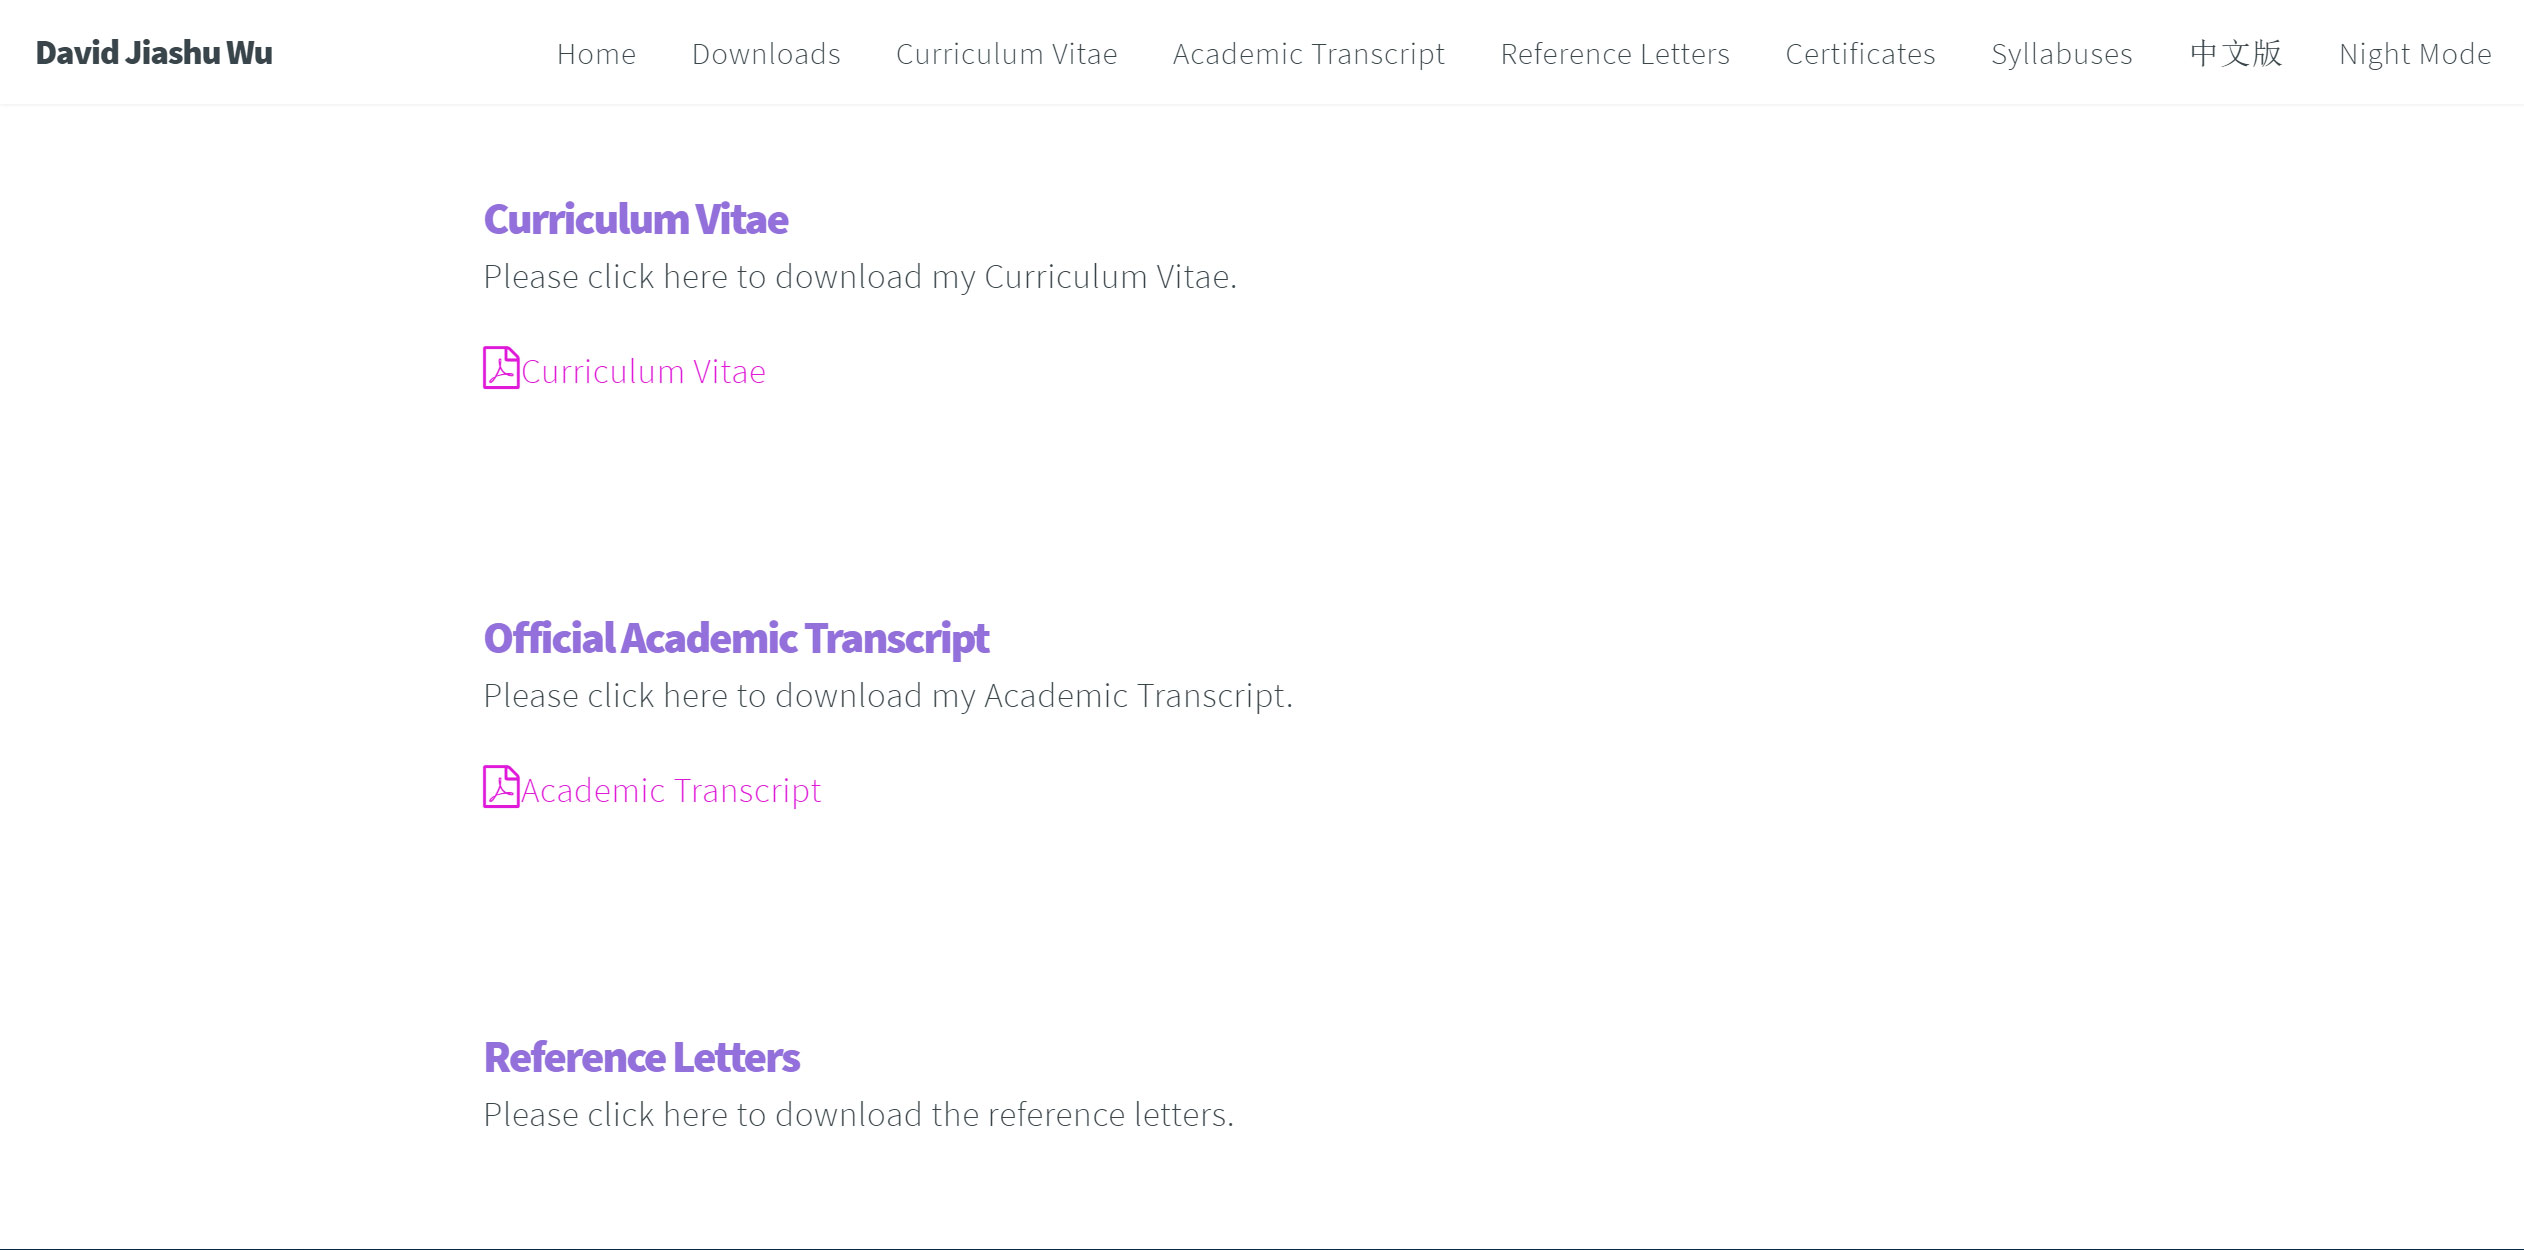 David Jiashu Wu Home Downloads Curriculum Vitae Academic Transcript Reference Letters Certificates Syllabuses 中文版 Night Mode
Curriculum Vitae
Please click here to download my Curriculum Vitae.
Curriculum Vitae
Official Academic Transcript
Please click here to download my Academic Transcript.
Academic Transcript
Reference Letters
Please click here to download the reference letters.